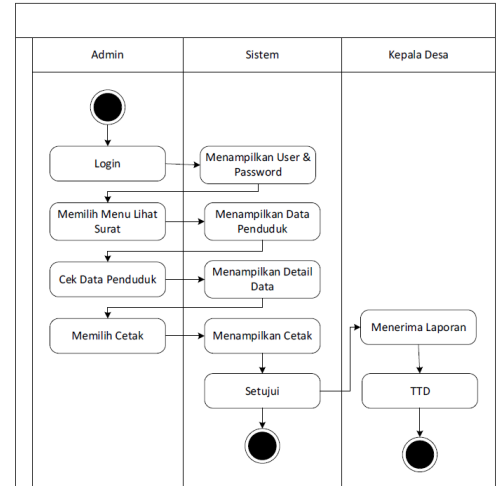 Admin
Sistem
Kepala Desa
Login
Menampilkan User &
Password
Memilih Menu Lihat
Surat
Menampilkan Data
Penduduk
Cek Data Penduduk
Menampilkan Detail
Data
Memilih Cetak
Menampilkan Cetak
Menerima Laporan
Setujui
TTD